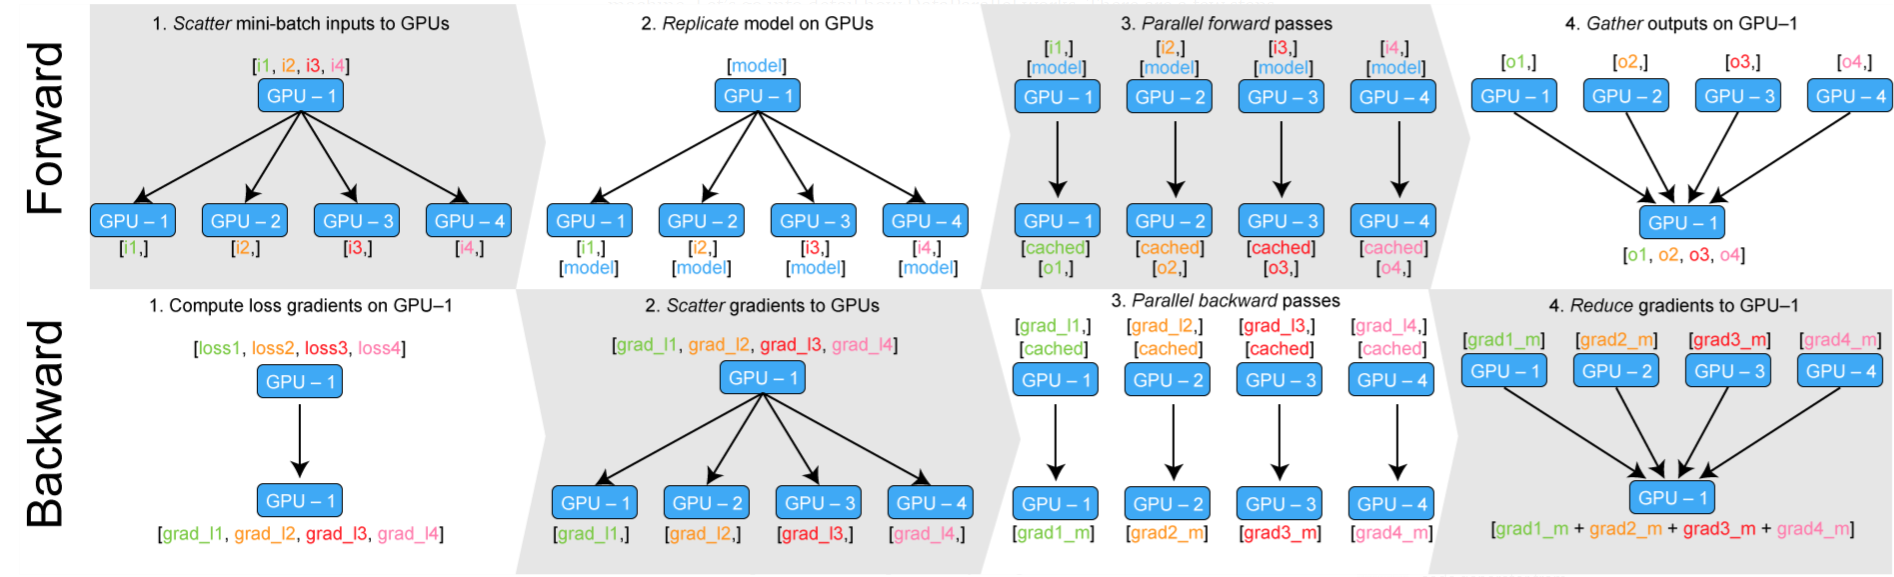 Forward
1. Scatter mini-batch inputs to GPUs
[i1, i2, i3, i4]
GPU – 1
GPU – 1 GPU – 2 GPU – 3 GPU – 4
[i1,] [i2,] [i3,] [i4,]
2. Replicate model on GPUs
[model]
GPU – 1
GPU – 1 GPU – 2 GPU – 3 GPU – 4
[i1,] [i2,] [i3,] [i4,]
[model] [model] [model] [model]
3. Parallel forward passes
[i1,] [i2,] [i3,] [i4,]
[model] [model] [model] [model]
GPU – 1 GPU – 2 GPU – 3 GPU – 4
GPU – 1 GPU – 2 GPU – 3 GPU – 4
[cached] [cached] [cached] [cached]
[o1,] [o2,] [o3,] [o4,]
4. Gather outputs on GPU–1
[o1,] [o2,] [o3,] [o4,]
GPU – 1 GPU – 2 GPU – 3 GPU – 4
GPU – 1
[o1, o2, o3, o4]
Backward
1. Compute loss gradients on GPU–1
[loss1, loss2, loss3, loss4]
GPU – 1
GPU – 1
[grad_l1, grad_l2, grad_l3, grad_l4]
2. Scatter gradients to GPUs
[grad_l1, grad_l2, grad_l3, grad_l4]
GPU – 1
GPU – 1 GPU – 2 GPU – 3 GPU – 4
[grad_l1,] [grad_l2,] [grad_l3,] [grad_l4,]
3. Parallel backward passes
[grad_l1,] [grad_l2,] [grad_l3,] [grad_l4,]
[cached] [cached] [cached] [cached]
GPU – 1 GPU – 2 GPU – 3 GPU – 4
GPU – 1 GPU – 2 GPU – 3 GPU – 4
[grad1_m] [grad2_m] [grad3_m] [grad4_m]
4. Reduce gradients to GPU–1
[grad1_m] [grad2_m] [grad3_m] [grad4_m]
GPU – 1 GPU – 2 GPU – 3 GPU – 4
GPU – 1
[grad1_m + grad2_m + grad3_m + grad4_m]